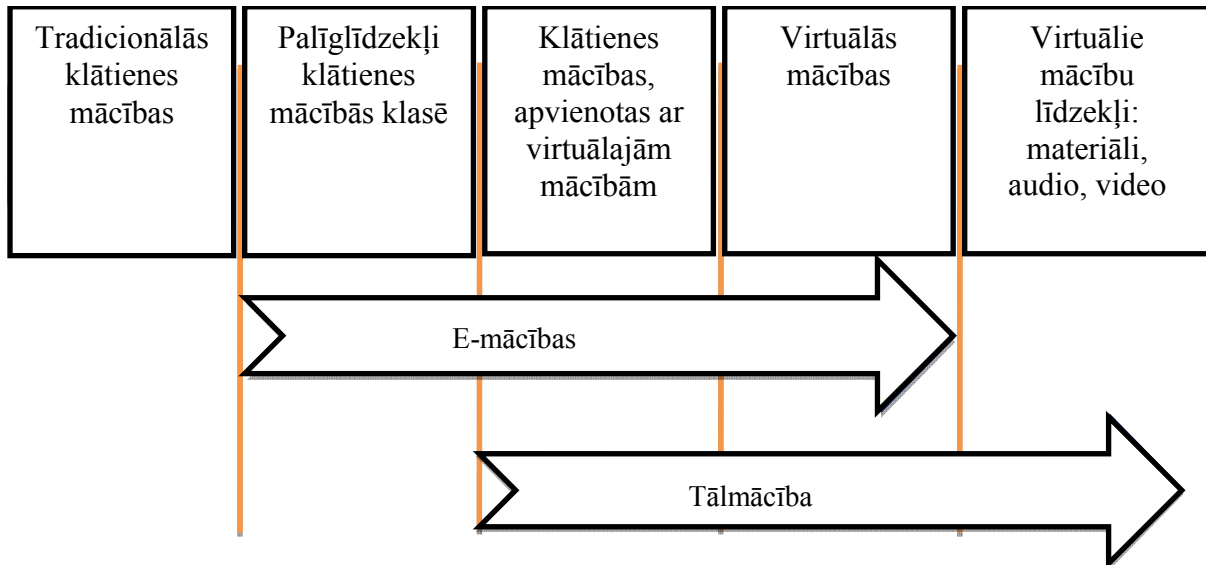 Tradicionālās
klātienes
mācības
Palīglīdzekļi
klātienes
mācībās klasē
Klātienes
mācības,
apvienotas ar
virtuālajām
mācībām
Virtuālās
mācības
Virtuālie
mācību
līdzekļi:
materiāli,
audio, video
E-mācības
Tālmācība